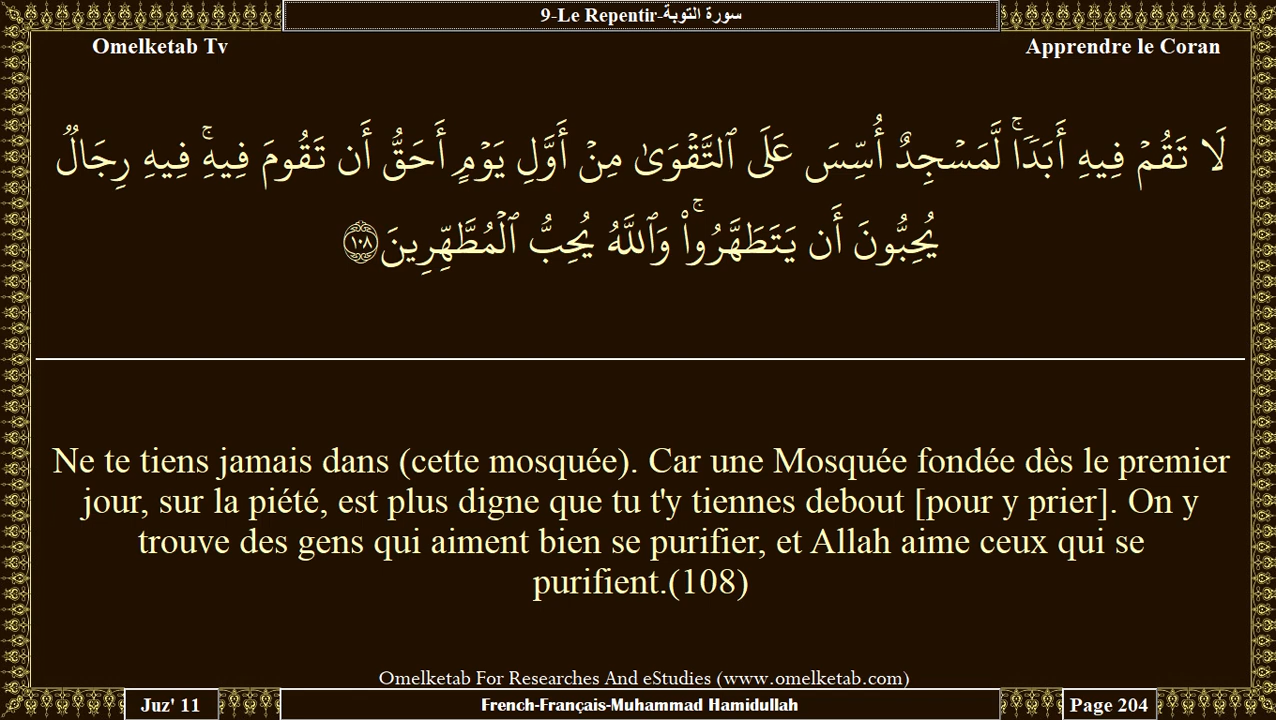 9-Le Repentir-سورة التوبة
Omelketab Tv
Apprendre le Coran
لَا تَقُمْ فِيهِ أَبَدًاۚ لَّمَسْجِدٌ أُسِّسَ عَلَى ٱلتَّقْوَىٰ مِنْ أَوَّلِ يَوْمٍ أَحَقُّ أَن تَقُومَ فِيهِۚ فِيهِ رِجَالٌ
يُحِبُّونَ أَن يَتَطَهَّرُوا۟ۚ وَٱللَّهُ يُحِبُّ ٱلْمُطَّهِّرِينَ ١٠٨
Ne te tiens jamais dans (cette mosquée). Car une Mosquée fondée dès le premier
jour, sur la piété, est plus digne que tu t'y tiennes debout [pour y prier]. On y
trouve des gens qui aiment bien se purifier, et Allah aime ceux qui se
purifient.(108)
Omelketab For Researches And eStudies (www.omelketab.com)
Juz' 11
French-Français-Muhammad Hamidullah
Page 204